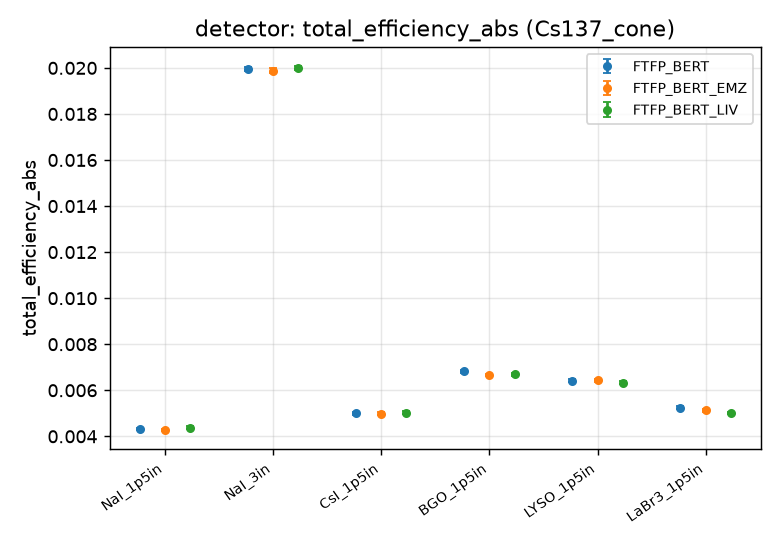 detector: total_efficiency_abs (Cs137_cone)
total_efficiency_abs
0.020
0.018
0.016
0.014
0.012
0.010
0.008
0.006
0.004
FTFP_BERT
FTFP_BERT_EMZ
FTFP_BERT_LIV
NaI_1p5in
NaI_3in
CsI_1p5in
BGO_1p5in
LYSO_1p5in
LaBr3_1p5in